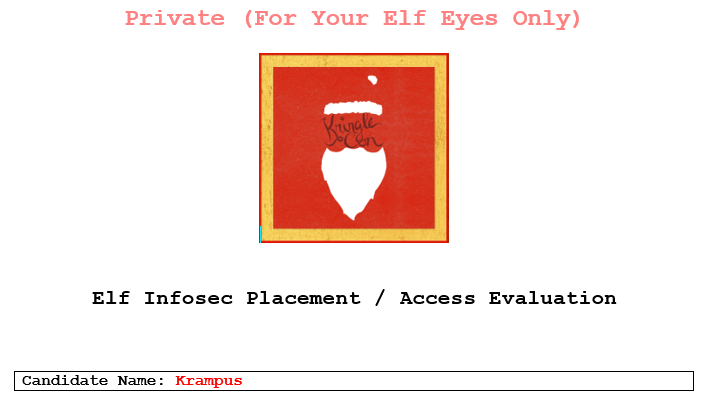 Private (For Your Elf Eyes Only)
Kringle
Con
Elf Infosec Placement / Access Evaluation
Candidate Name: Krampus